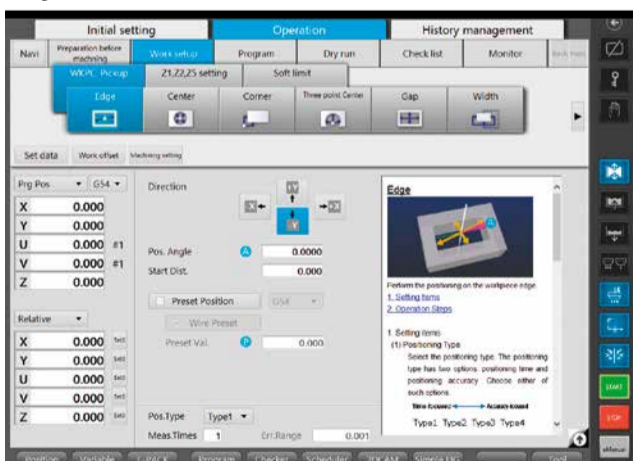 Initial setting Operation History management
Navi Preparation before machining Work setup Program Dry run Check list Monitor
WK/PC Pickup 21,22,25 setting Soft limit
Edge Center Corner Three point Center Gap Width
Set data Work offset Machining setting
Prg Pos G54
X 0.000
Y 0.000
U 0.000 #1
V 0.000 #1
Z 0.000
Relative
X 0.000
Y 0.000
U 0.000
V 0.000
Z 0.000
Direction
Pos. Angle A 0.0000
Start Dist. 0.000
Preset Position G54
Wire Preset
Preset Val. P 0.000
Pos.Type Type1
Meas.Times 1 Err.Range 0.001
Edge
A
Perform the positioning on the workpiece edge.
1. Setting items
2. Operation Steps
1. Setting items
(1) Positioning Type
Select the positioning type. The positioning
type has two options: positioning time and
positioning accuracy. Choose either of
such options.
Time focused Accuracy focused
Type1 Type2 Type3 Type4
START
STOP
eManual
Position Variable E-PACK Program Checker Scheduler Tool